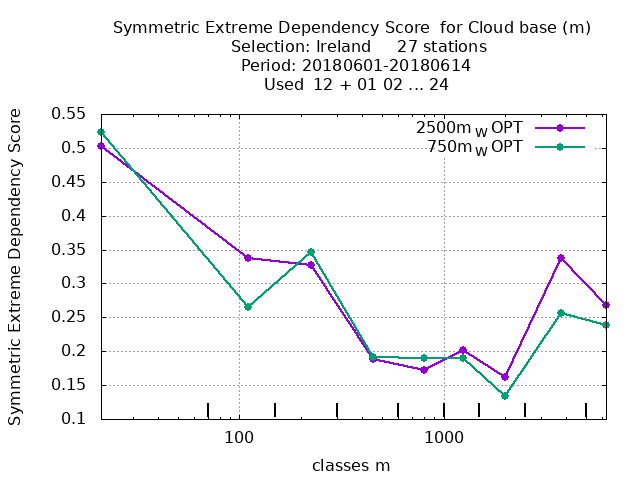 Symmetric Extreme Dependency Score for Cloud base (m)
Selection: Ireland 27 stations
Period: 20180601-20180614
Used 12 + 01 02 ... 24
Symmetric Extreme Dependency Score
0.55
0.5
0.45
0.4
0.35
0.3
0.25
0.2
0.15
0.1
2500m W OPT
750m W OPT
100
1000
classes m